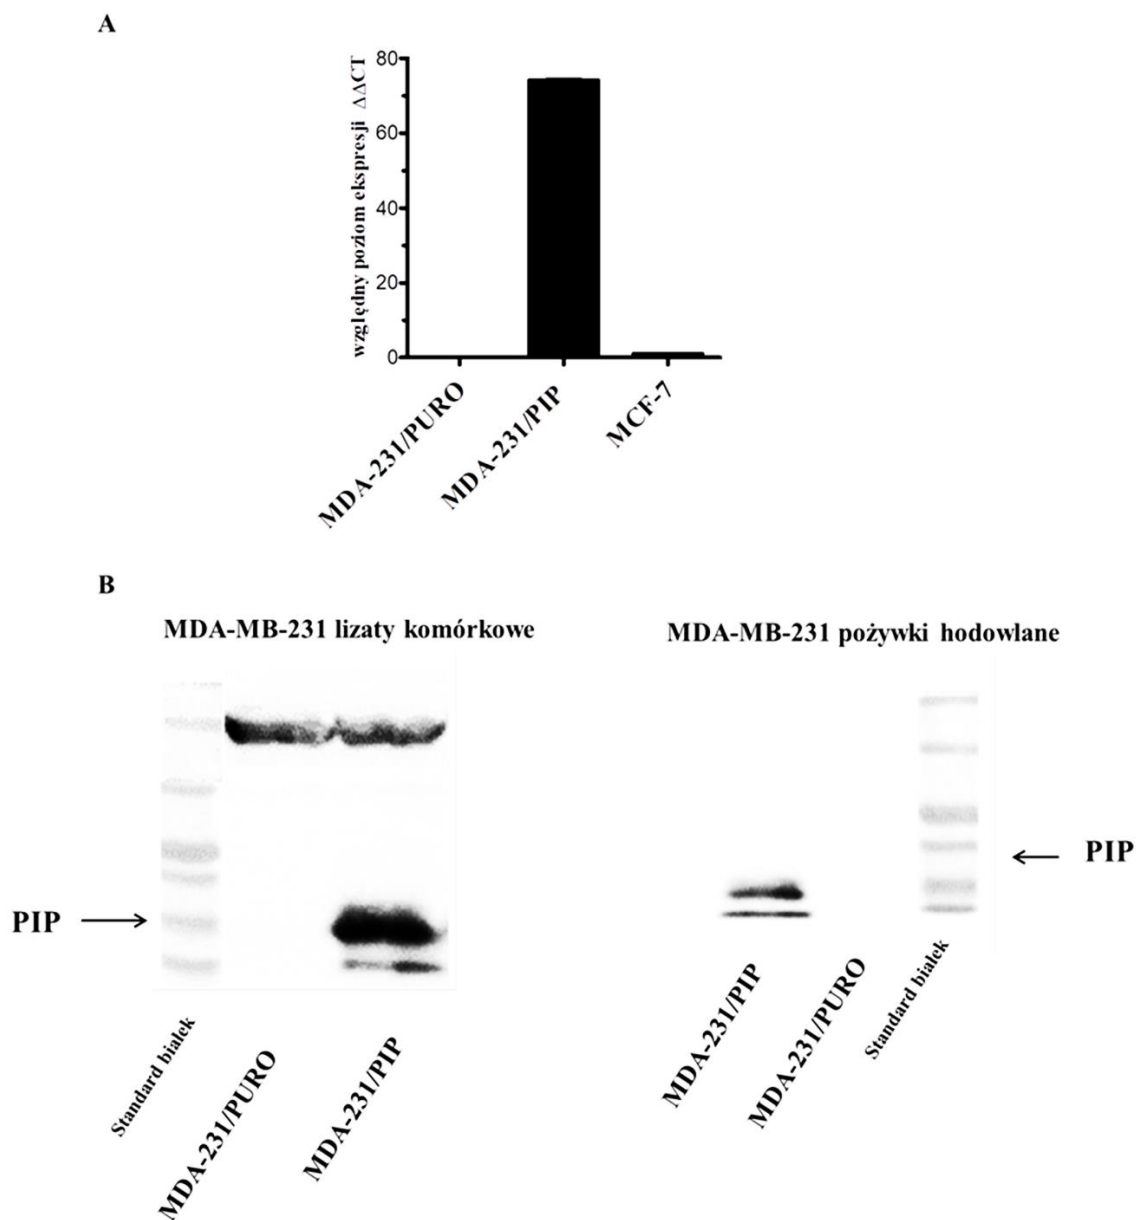 A
względny poziom ekspresji ΔΔCT
80
60
40
20
0
MDA-231/PURO
MDA-231/PIP
MCF-7
B
MDA-MB-231 lizaty komórkowe
MDA-MB-231 pożywki hodowlane
PIP
PIP
Standard białek
MDA-231/PURO
MDA-231/PIP
MDA-231/PIP
MDA-231/PURO
Standard białek